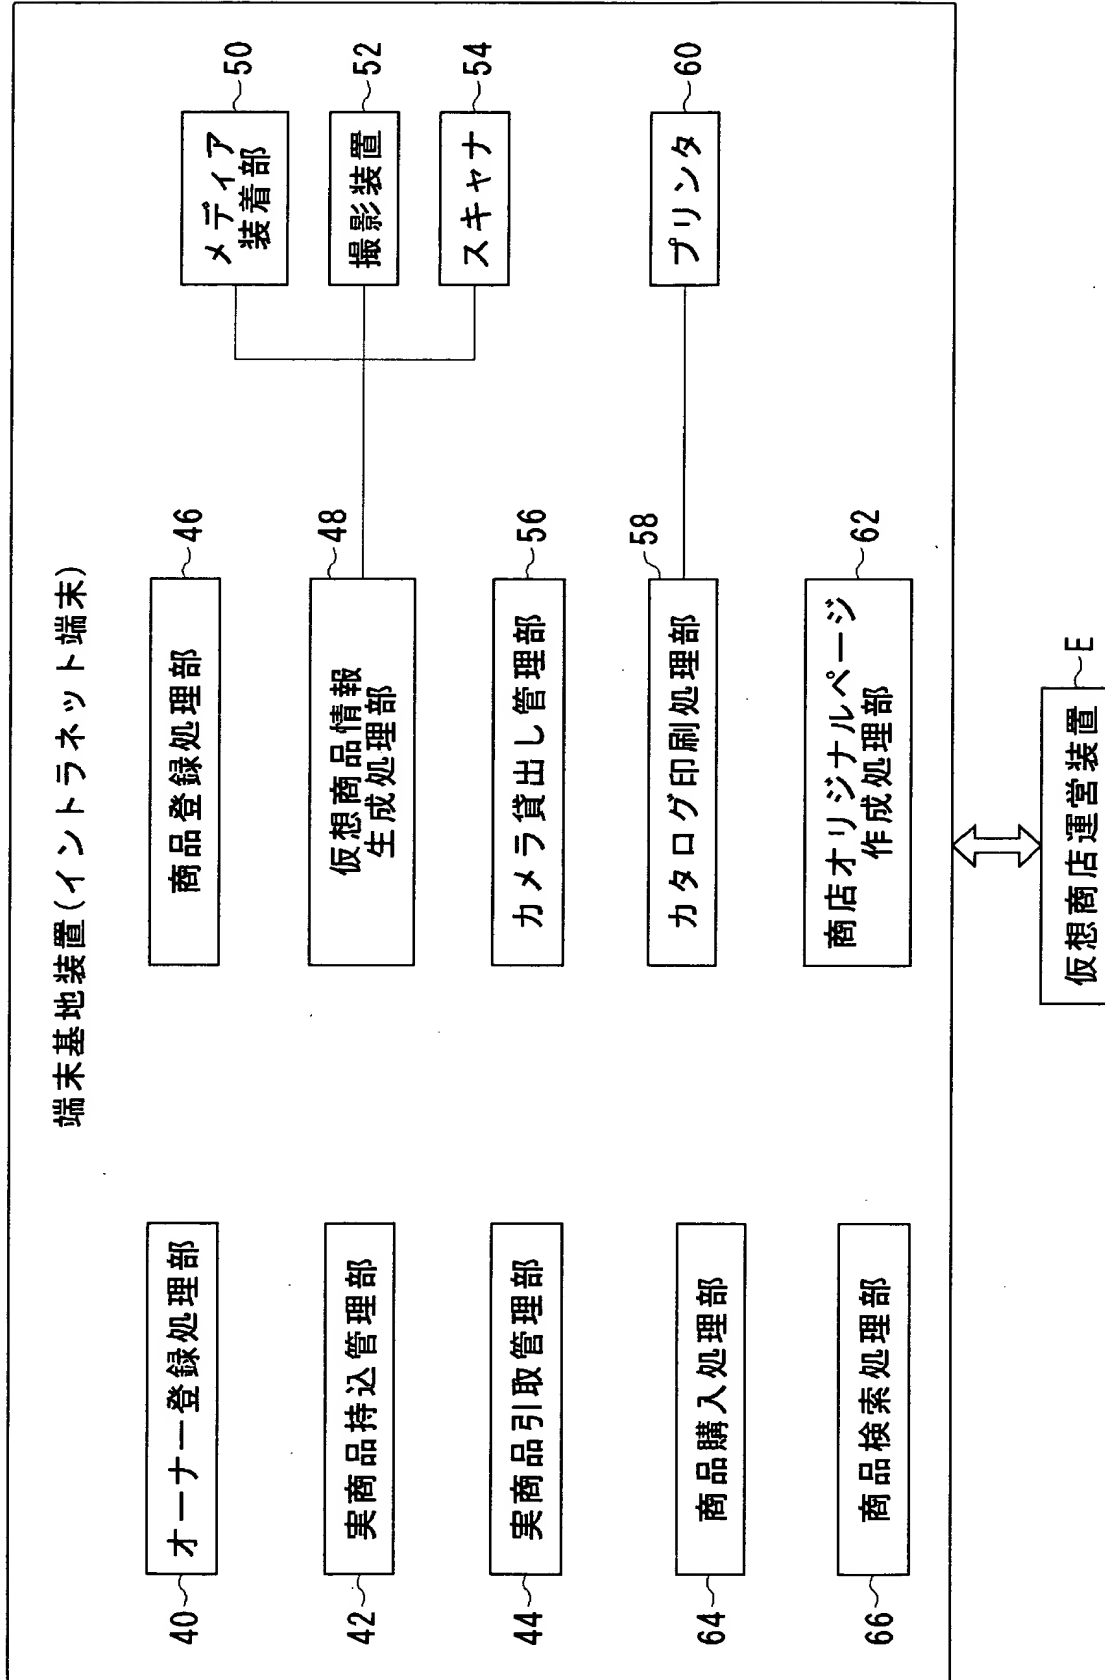 端末基地装置(イントラネット端末)
40
オーナー登録処理部
42
実商品持込管理部
44
実商品引取管理部
64
商品購入処理部
66
商品検索処理部
46
商品登録処理部
48
仮想商品情報
生成処理部
56
カメラ貸出し管理部
58
カタログ印刷処理部
62
商店オリジナルページ
作成処理部
50
メディア
装着部
52
撮影装置
54
スキャナ
60
プリンタ
E
仮想商店運営装置